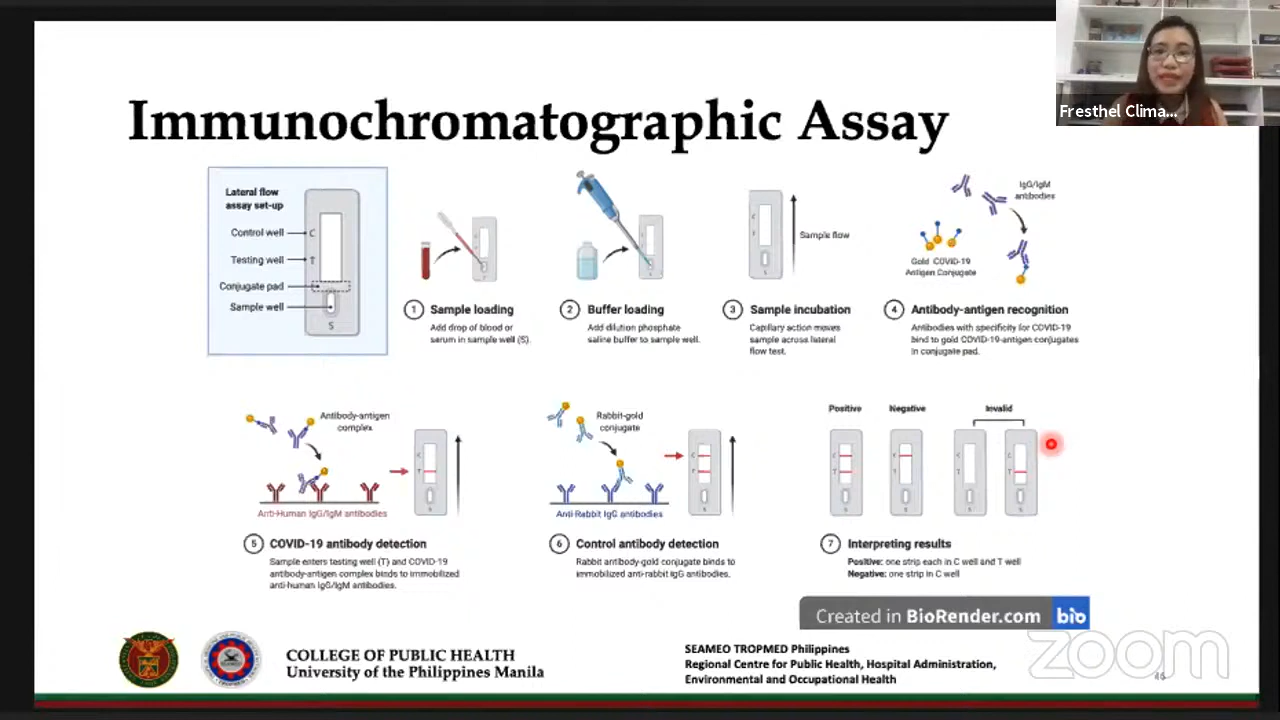 Fresthel Clima...
Immunochromatographic Assay
Lateral flow
assay set-up
Control well
Testing well
Conjugate pad
Sample well
C
T
S
1 Sample loading
Add drop of blood or
serum in sample well (S).
2 Buffer loading
Add dilution phosphate
saline buffer to sample well.
Sample flow
3 Sample incubation
Capillary action moves
sample across lateral
flow test.
IgG/IgM
antibodies
Gold COVID-19
Antigen Conjugate
4 Antibody-antigen recognition
Antibodies with specificity for COVID-19
bind to gold COVID-19-antigen conjugates
in conjugate pad.
Antibody-antigen
complex
Anti-Human IgG/IgM antibodies
5 COVID-19 antibody detection
Sample enters testing well (T) and COVID-19
antibody-antigen complex binds to immobilized
anti-human IgG/IgM antibodies.
Rabbit-gold
conjugate
Anti Rabbit IgG antibodies
6 Control antibody detection
Rabbit antibody-gold conjugate binds to
immobilized anti-rabbit IgG antibodies.
Positive Negative Invalid
7 Interpreting results
Positive: one strip each in C well and T well
Negative: one strip in C well
Created in BioRender.com bio
COLLEGE OF PUBLIC HEALTH
University of the Philippines Manila
SEAMEO TROPMED Philippines
Regional Centre for Public Health, Hospital Administration,
Environmental and Occupational Health
zoom